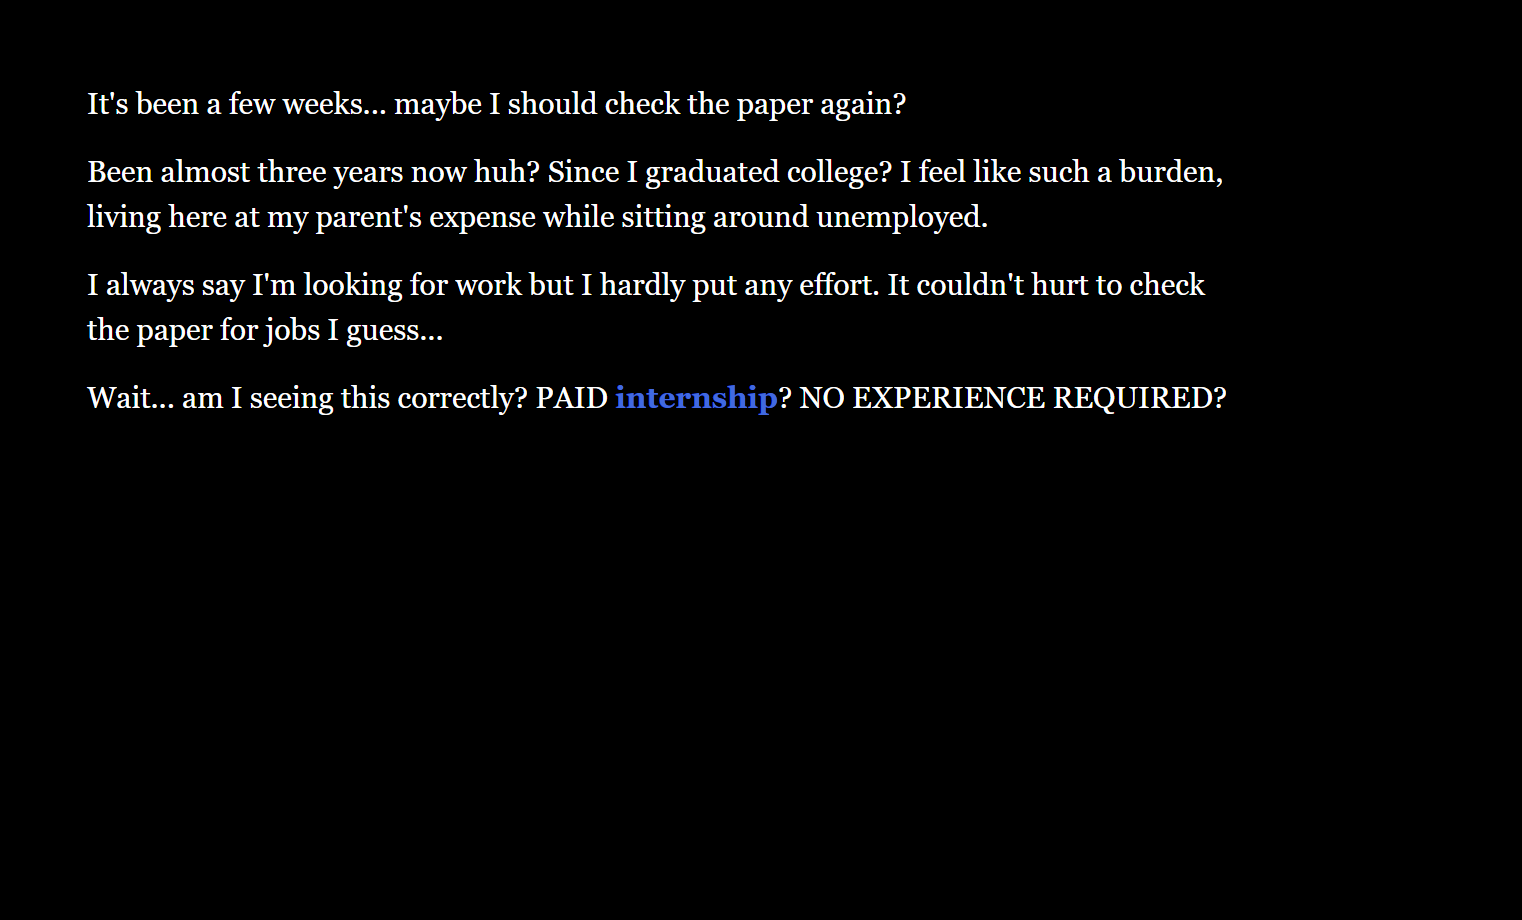 It's been a few weeks... maybe I should check the paper again?
Been almost three years now huh? Since I graduated college? I feel like such a burden,
living here at my parent's expense while sitting around unemployed.
I always say I'm looking for work but I hardly put any effort. It couldn't hurt to check
the paper for jobs I guess...
Wait... am I seeing this correctly? PAID internship? NO EXPERIENCE REQUIRED?